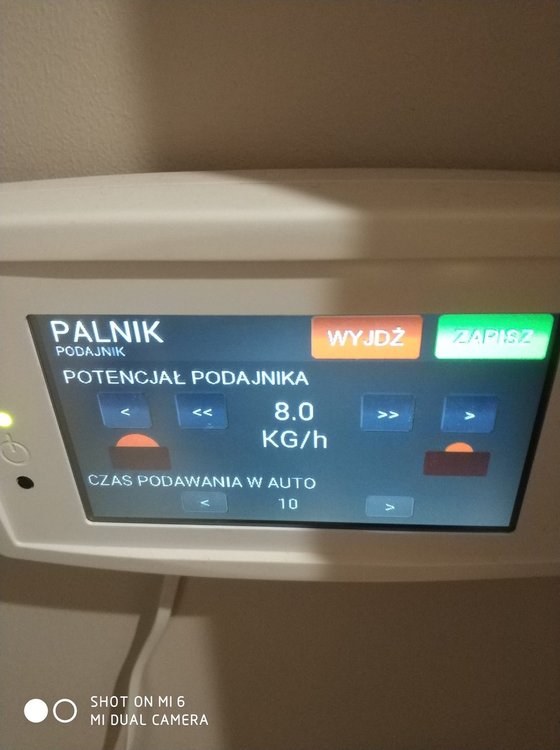 PALNIK
PODAJNIK
WYJDŹ
ZAPISZ
POTENCJAŁ PODAJNIKA
< << 8.0 >> >
KG/h
CZAS PODAWANIA W AUTO
< 10 >
SHOT ON MI 6
MI DUAL CAMERA